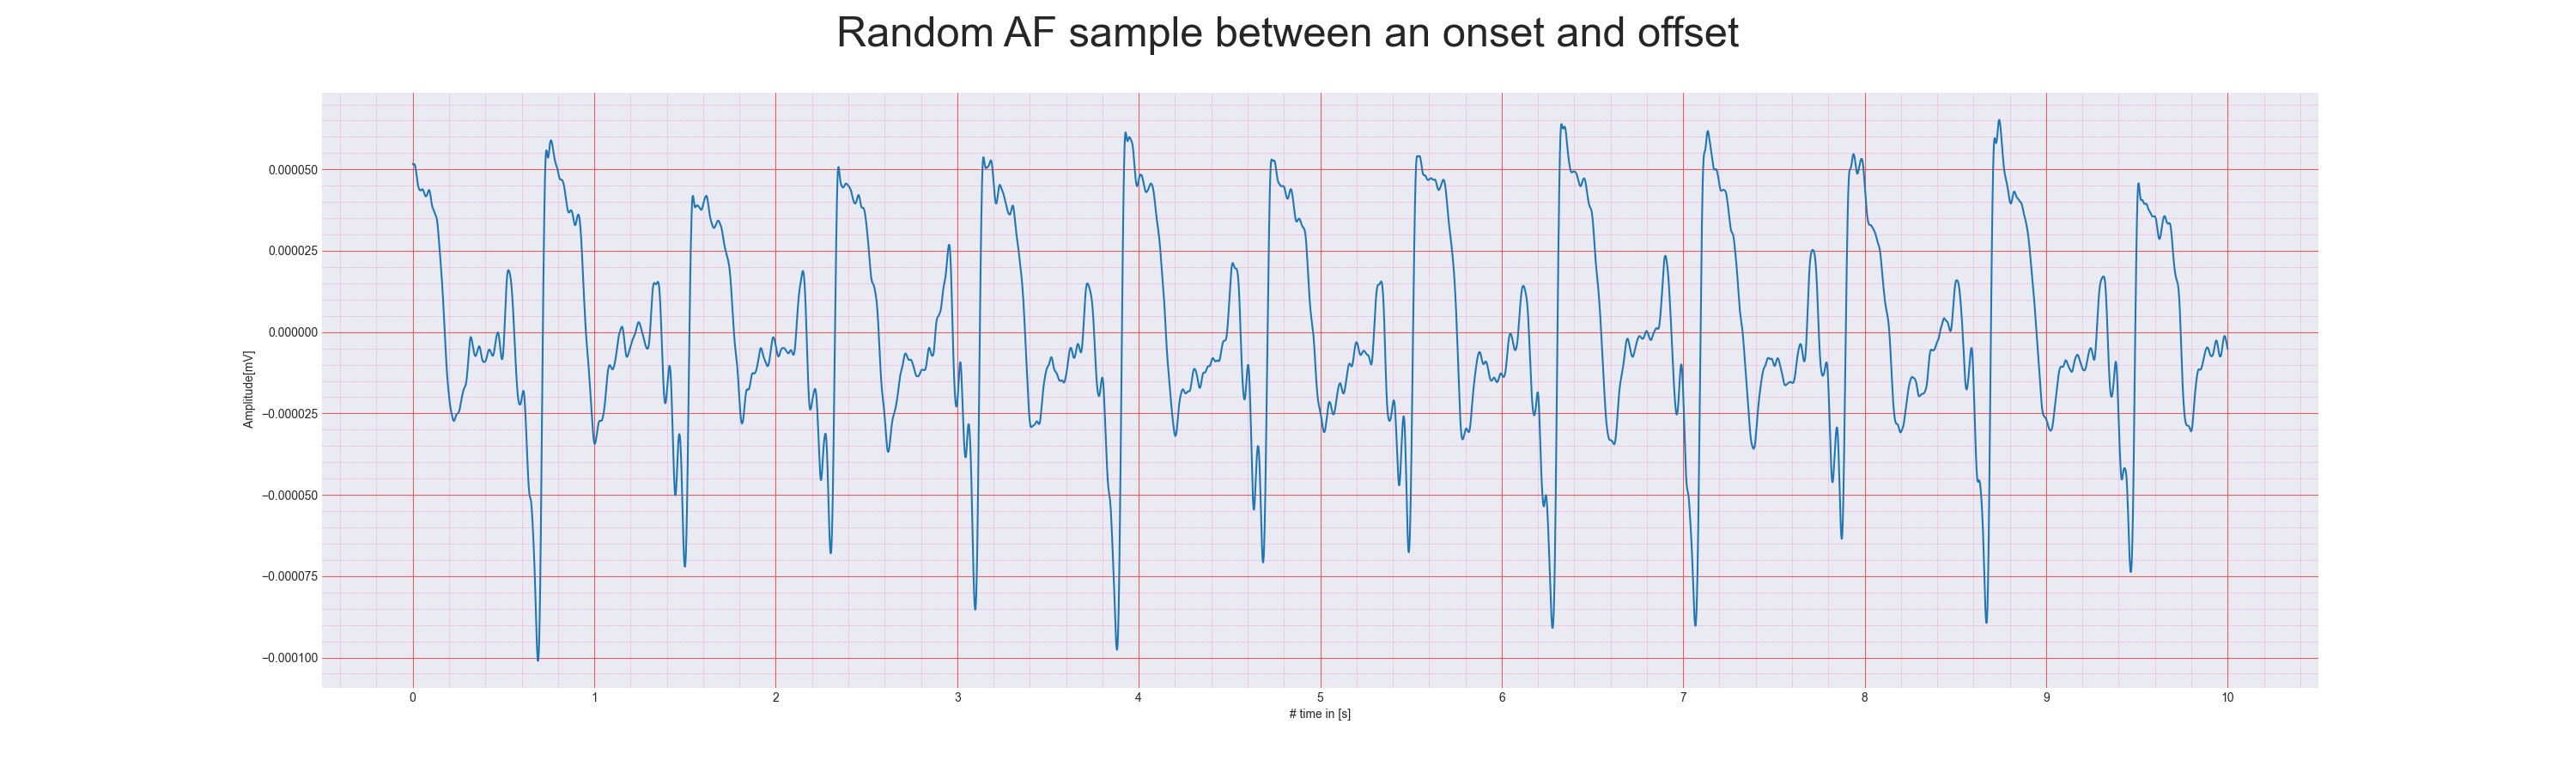 Random AF sample between an onset and offset
0.000050
0.000025
0.000000
−0.000025
−0.000050
−0.000075
−0.000100
Amplitude[mV]
0 1 2 3 4 5 6 7 8 9 10
# time in [s]